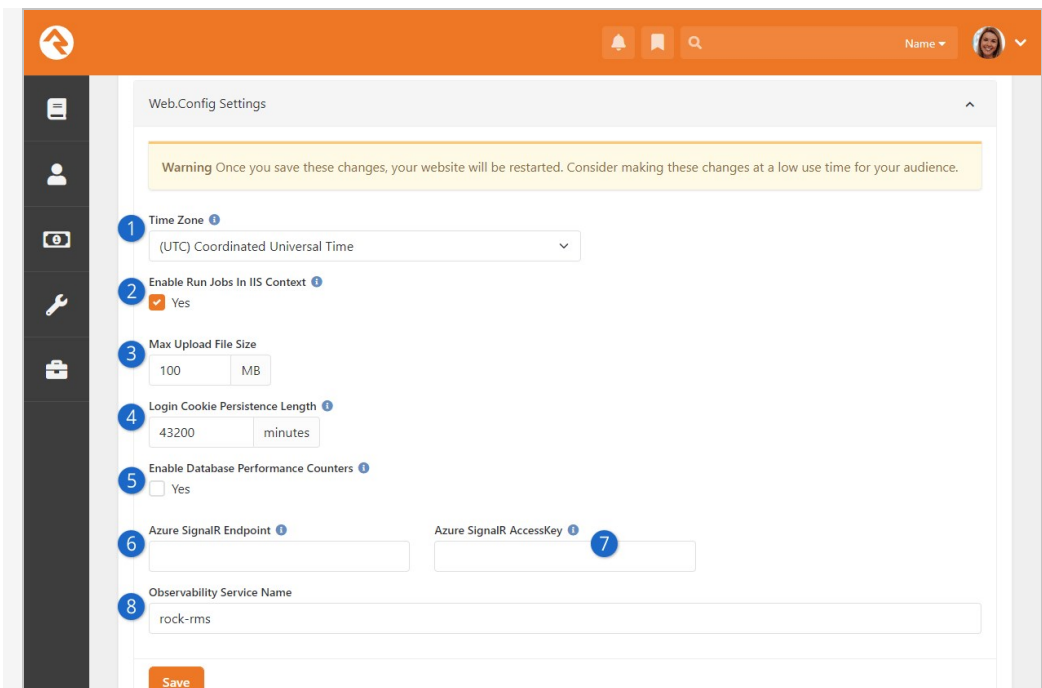 Name
Web.Config Settings
Warning Once you save these changes, your website will be restarted. Consider making these changes at a low use time for your audience.
1
Time Zone
(UTC) Coordinated Universal Time
2
Enable Run Jobs In IIS Context
Yes
3
Max Upload File Size
100 MB
4
Login Cookie Persistence Length
43200 minutes
5
Enable Database Performance Counters
Yes
6
Azure SignalR Endpoint
Azure SignalR AccessKey
7
8
Observability Service Name
rock-rms
Save